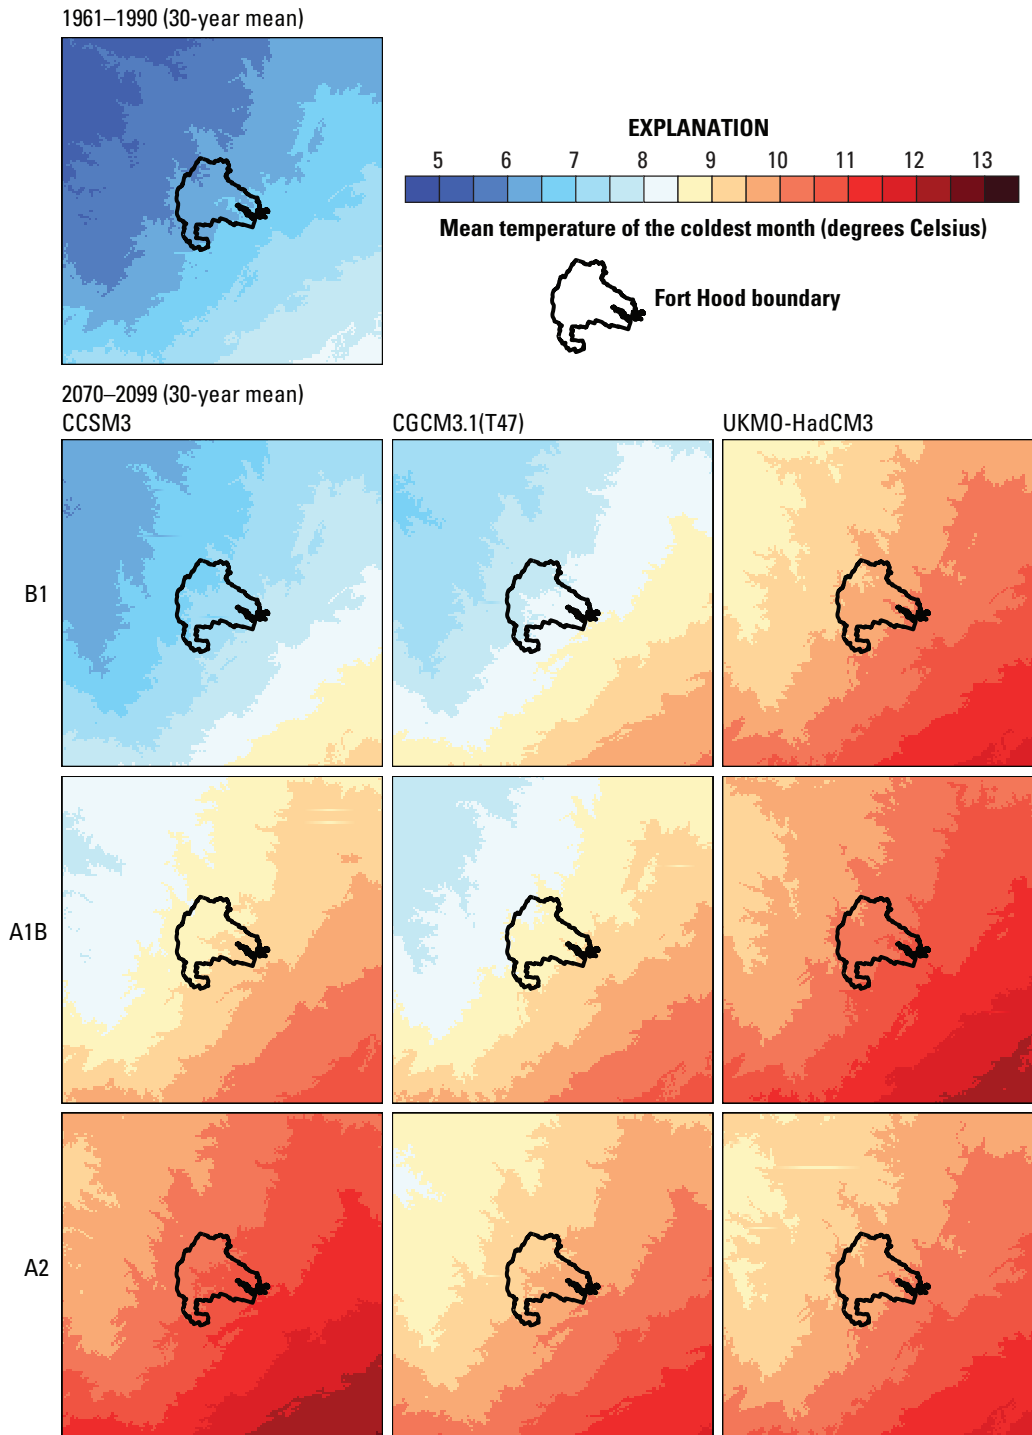 1961–1990 (30-year mean)
EXPLANATION
5 6 7 8 9 10 11 12 13
Mean temperature of the coldest month (degrees Celsius)
Fort Hood boundary
2070–2099 (30-year mean)
CCSM3 CGCM3.1(T47) UKMO-HadCM3
B1
A1B
A2